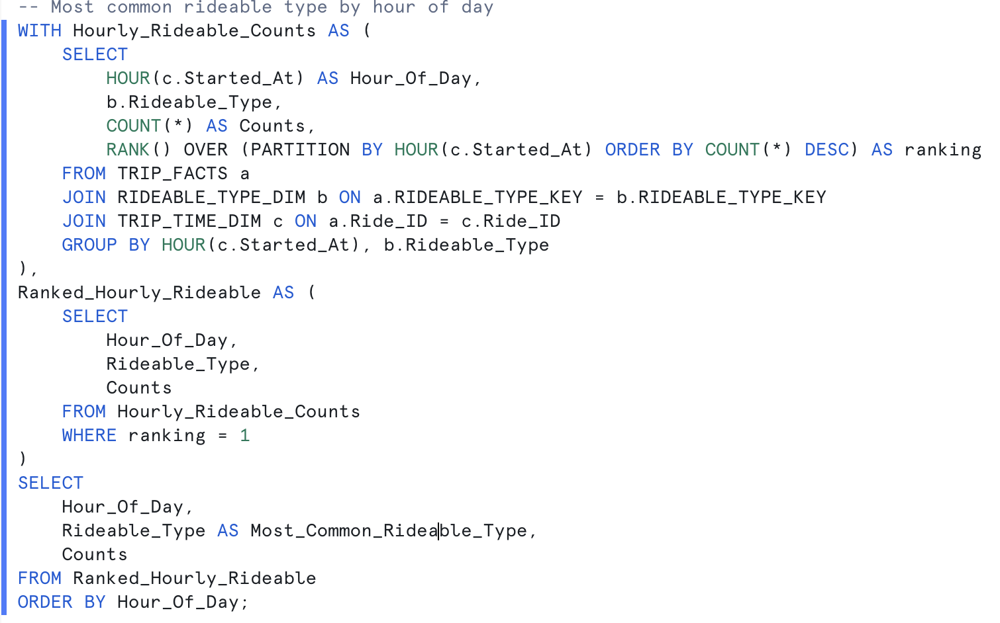 -- Most common rideable type by hour of day
WITH Hourly_Rideable_Counts AS (
    SELECT
        HOUR(c.Started_At) AS Hour_Of_Day,
        b.Rideable_Type,
        COUNT(*) AS Counts,
        RANK() OVER (PARTITION BY HOUR(c.Started_At) ORDER BY COUNT(*) DESC) AS ranking
    FROM TRIP_FACTS a
    JOIN RIDEABLE_TYPE_DIM b ON a.RIDEABLE_TYPE_KEY = b.RIDEABLE_TYPE_KEY
    JOIN TRIP_TIME_DIM c ON a.Ride_ID = c.Ride_ID
    GROUP BY HOUR(c.Started_At), b.Rideable_Type
),
Ranked_Hourly_Rideable AS (
    SELECT
        Hour_Of_Day,
        Rideable_Type,
        Counts
    FROM Hourly_Rideable_Counts
    WHERE ranking = 1
)
SELECT
    Hour_Of_Day,
    Rideable_Type AS Most_Common_Rideable_Type,
    Counts
FROM Ranked_Hourly_Rideable
ORDER BY Hour_Of_Day;